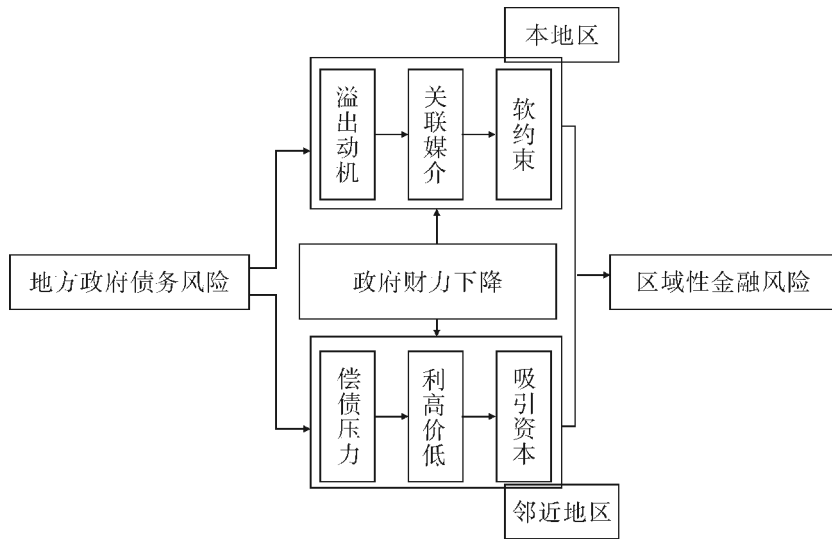 本地区
溢出动机
关联媒介
软约束
地方政府债务风险
政府财力下降
区域性金融风险
偿债压力
利高价低
吸引资本
邻近地区